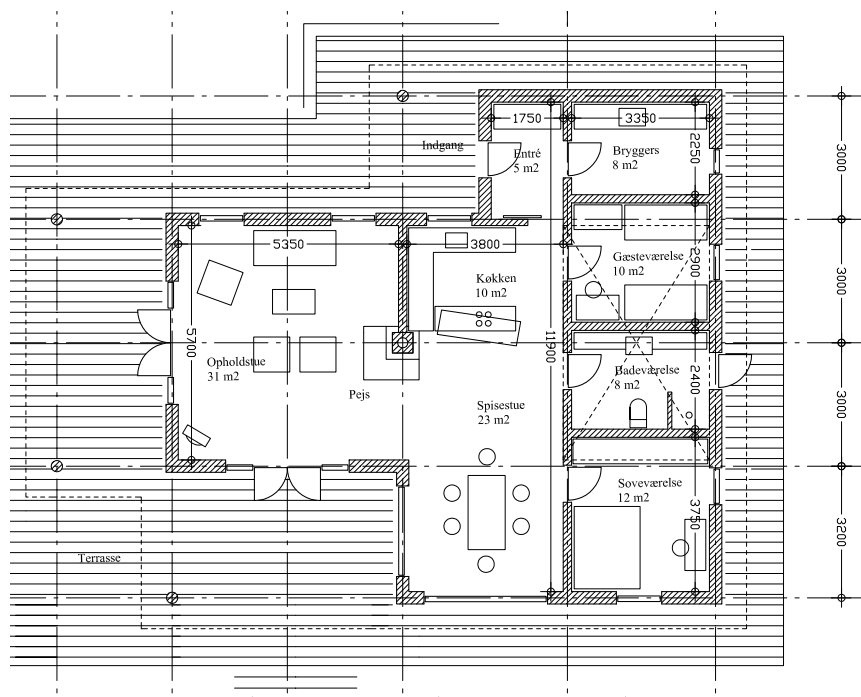 1750
3350
Indgang
Entré
5 m2
Bryggers
8 m2
2250
3000
5350
3800
Køkken
10 m2
Gæsteværelse
10 m2
2900
3000
5700
Opholdstue
31 m2
11900
Badeværelse
8 m2
2400
3000
Pejs
Spisestue
23 m2
Soveværelse
12 m2
3750
3200
Terrasse